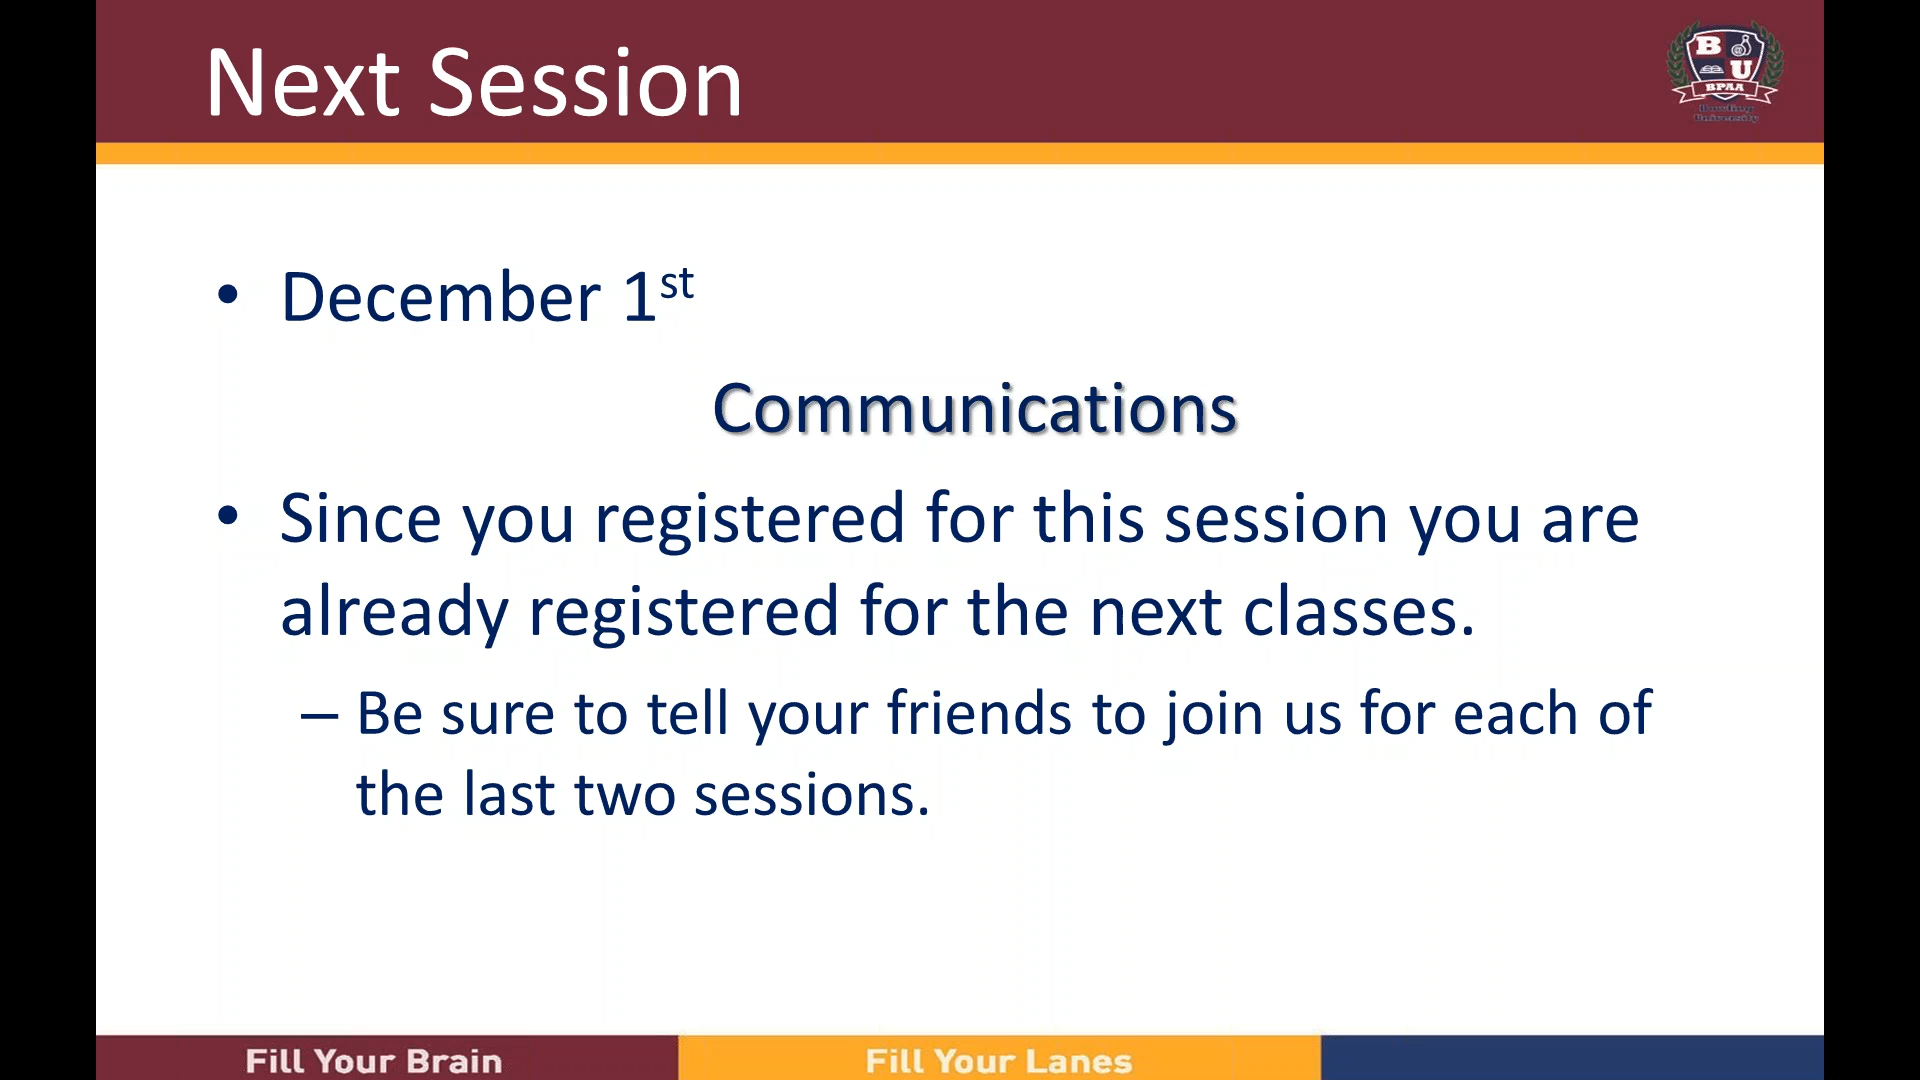 Next Session
B
U
BPAA
Bowling
University
• December 1st
Communications
• Since you registered for this session you are
already registered for the next classes.
– Be sure to tell your friends to join us for each of
the last two sessions.
Fill Your Brain
Fill Your Lanes